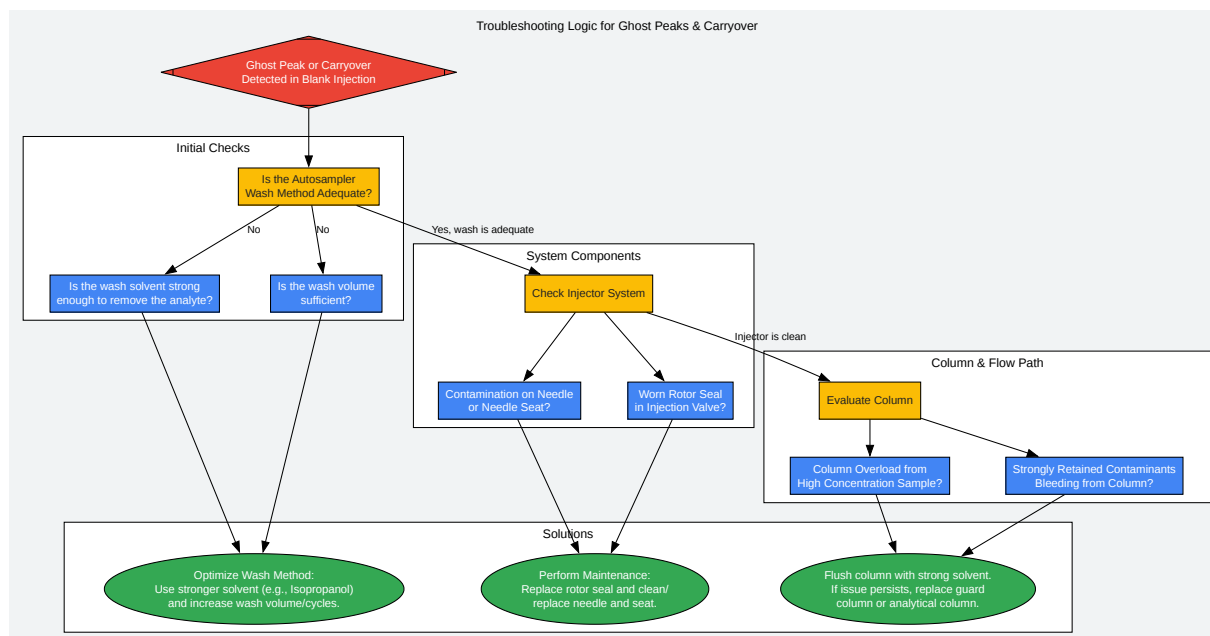 Troubleshooting Logic for Ghost Peaks & Carryover
Ghost Peak or Carryover
Detected in Blank Injection
Initial Checks
Is the Autosampler
Wash Method Adequate?
No
No
Yes, wash is adequate
Is the wash solvent strong
enough to remove the analyte?
Is the wash volume
sufficient?
System Components
Check Injector System
Injector is clean
Contamination on Needle
or Needle Seat?
Worn Rotor Seal
in Injection Valve?
Column & Flow Path
Evaluate Column
Column Overload from
High Concentration Sample?
Strongly Retained Contaminants
Bleeding from Column?
Solutions
Optimize Wash Method:
Use stronger solvent (e.g., Isopropanol)
and increase wash volume/cycles.
Perform Maintenance:
Replace rotor seal and clean/
replace needle and seat.
Flush column with strong solvent.
If issue persists, replace guard
column or analytical column.